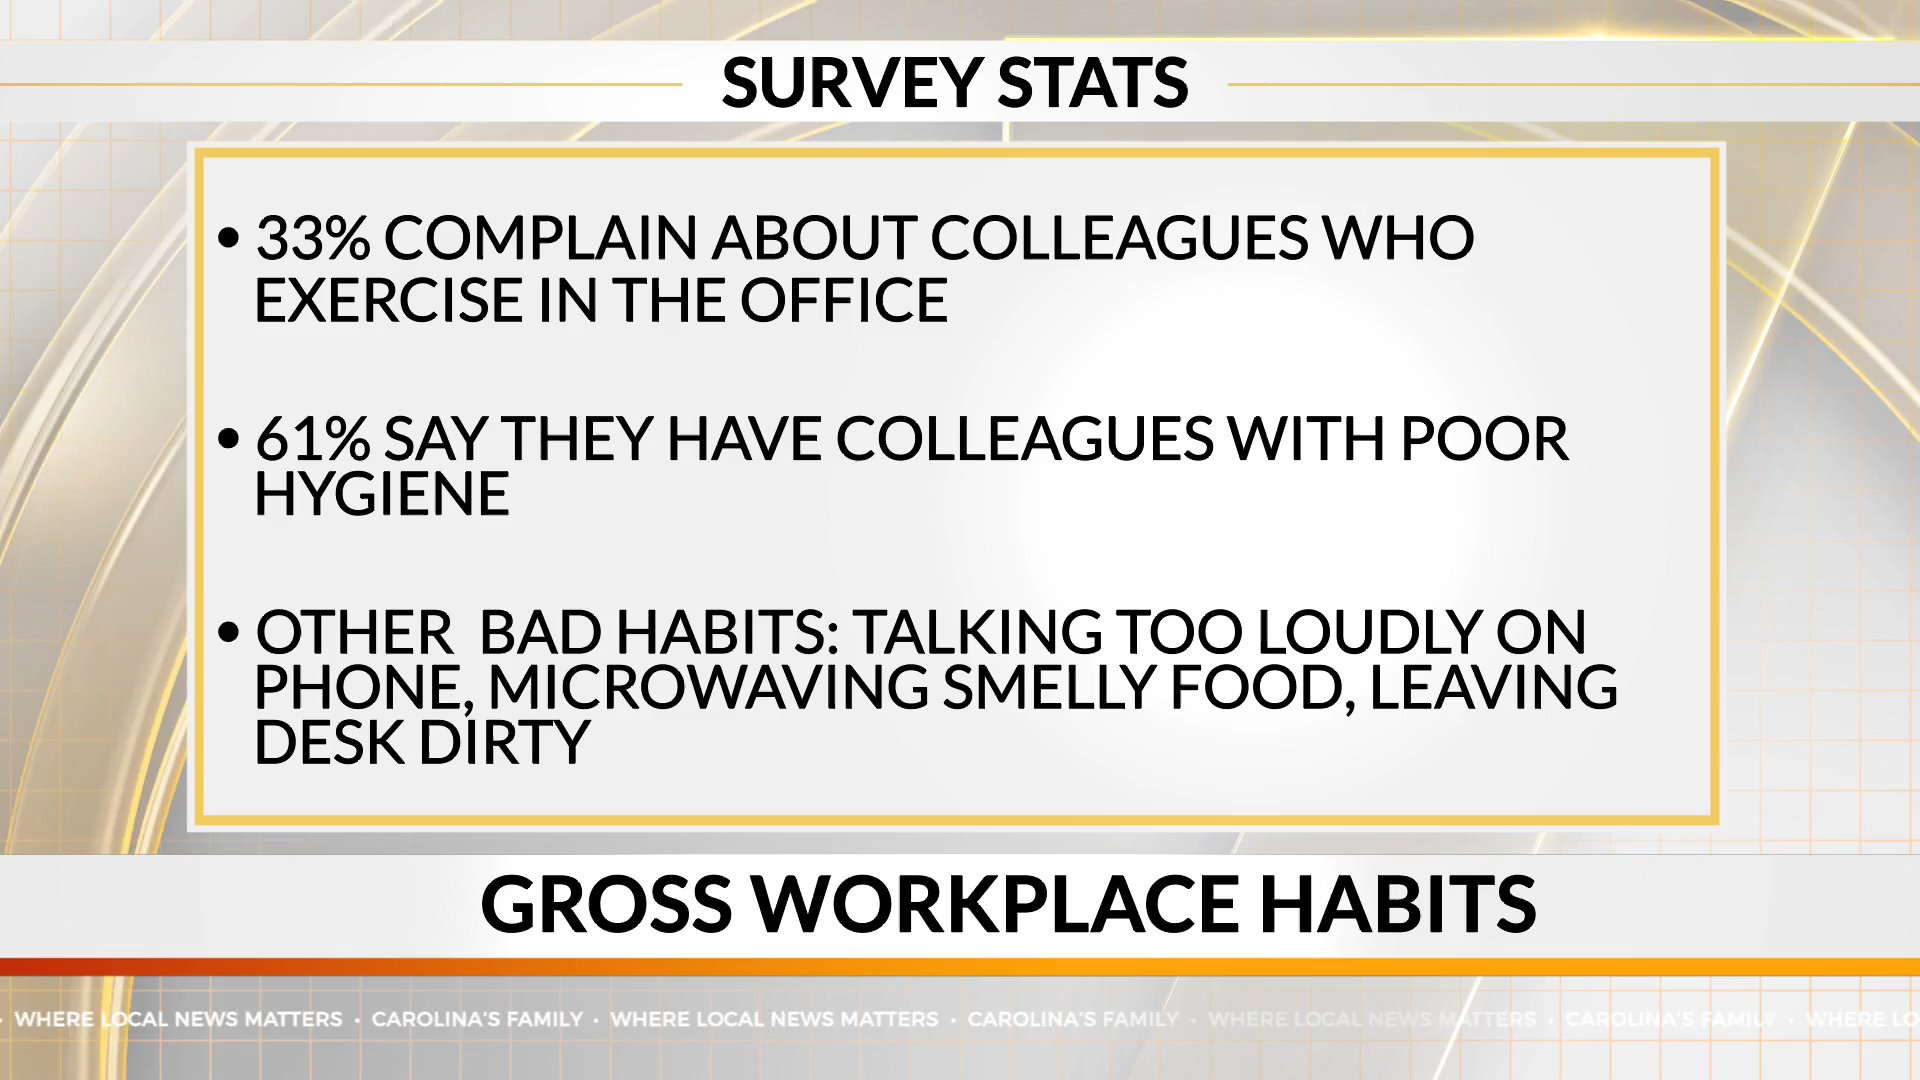 SURVEY STATS
• 33% COMPLAIN ABOUT COLLEAGUES WHO
EXERCISE IN THE OFFICE
• 61% SAY THEY HAVE COLLEAGUES WITH POOR
HYGIENE
• OTHER  BAD HABITS: TALKING TOO LOUDLY ON
PHONE, MICROWAVING SMELLY FOOD, LEAVING
DESK DIRTY
GROSS WORKPLACE HABITS
• WHERE LOCAL NEWS MATTERS • CAROLINA'S FAMILY • WHERE LOCAL NEWS MATTERS • CAROLINA'S FAMILY • WHERE LOCAL NEWS MATTERS • CAROLINA'S FAMILY • WHERE LO